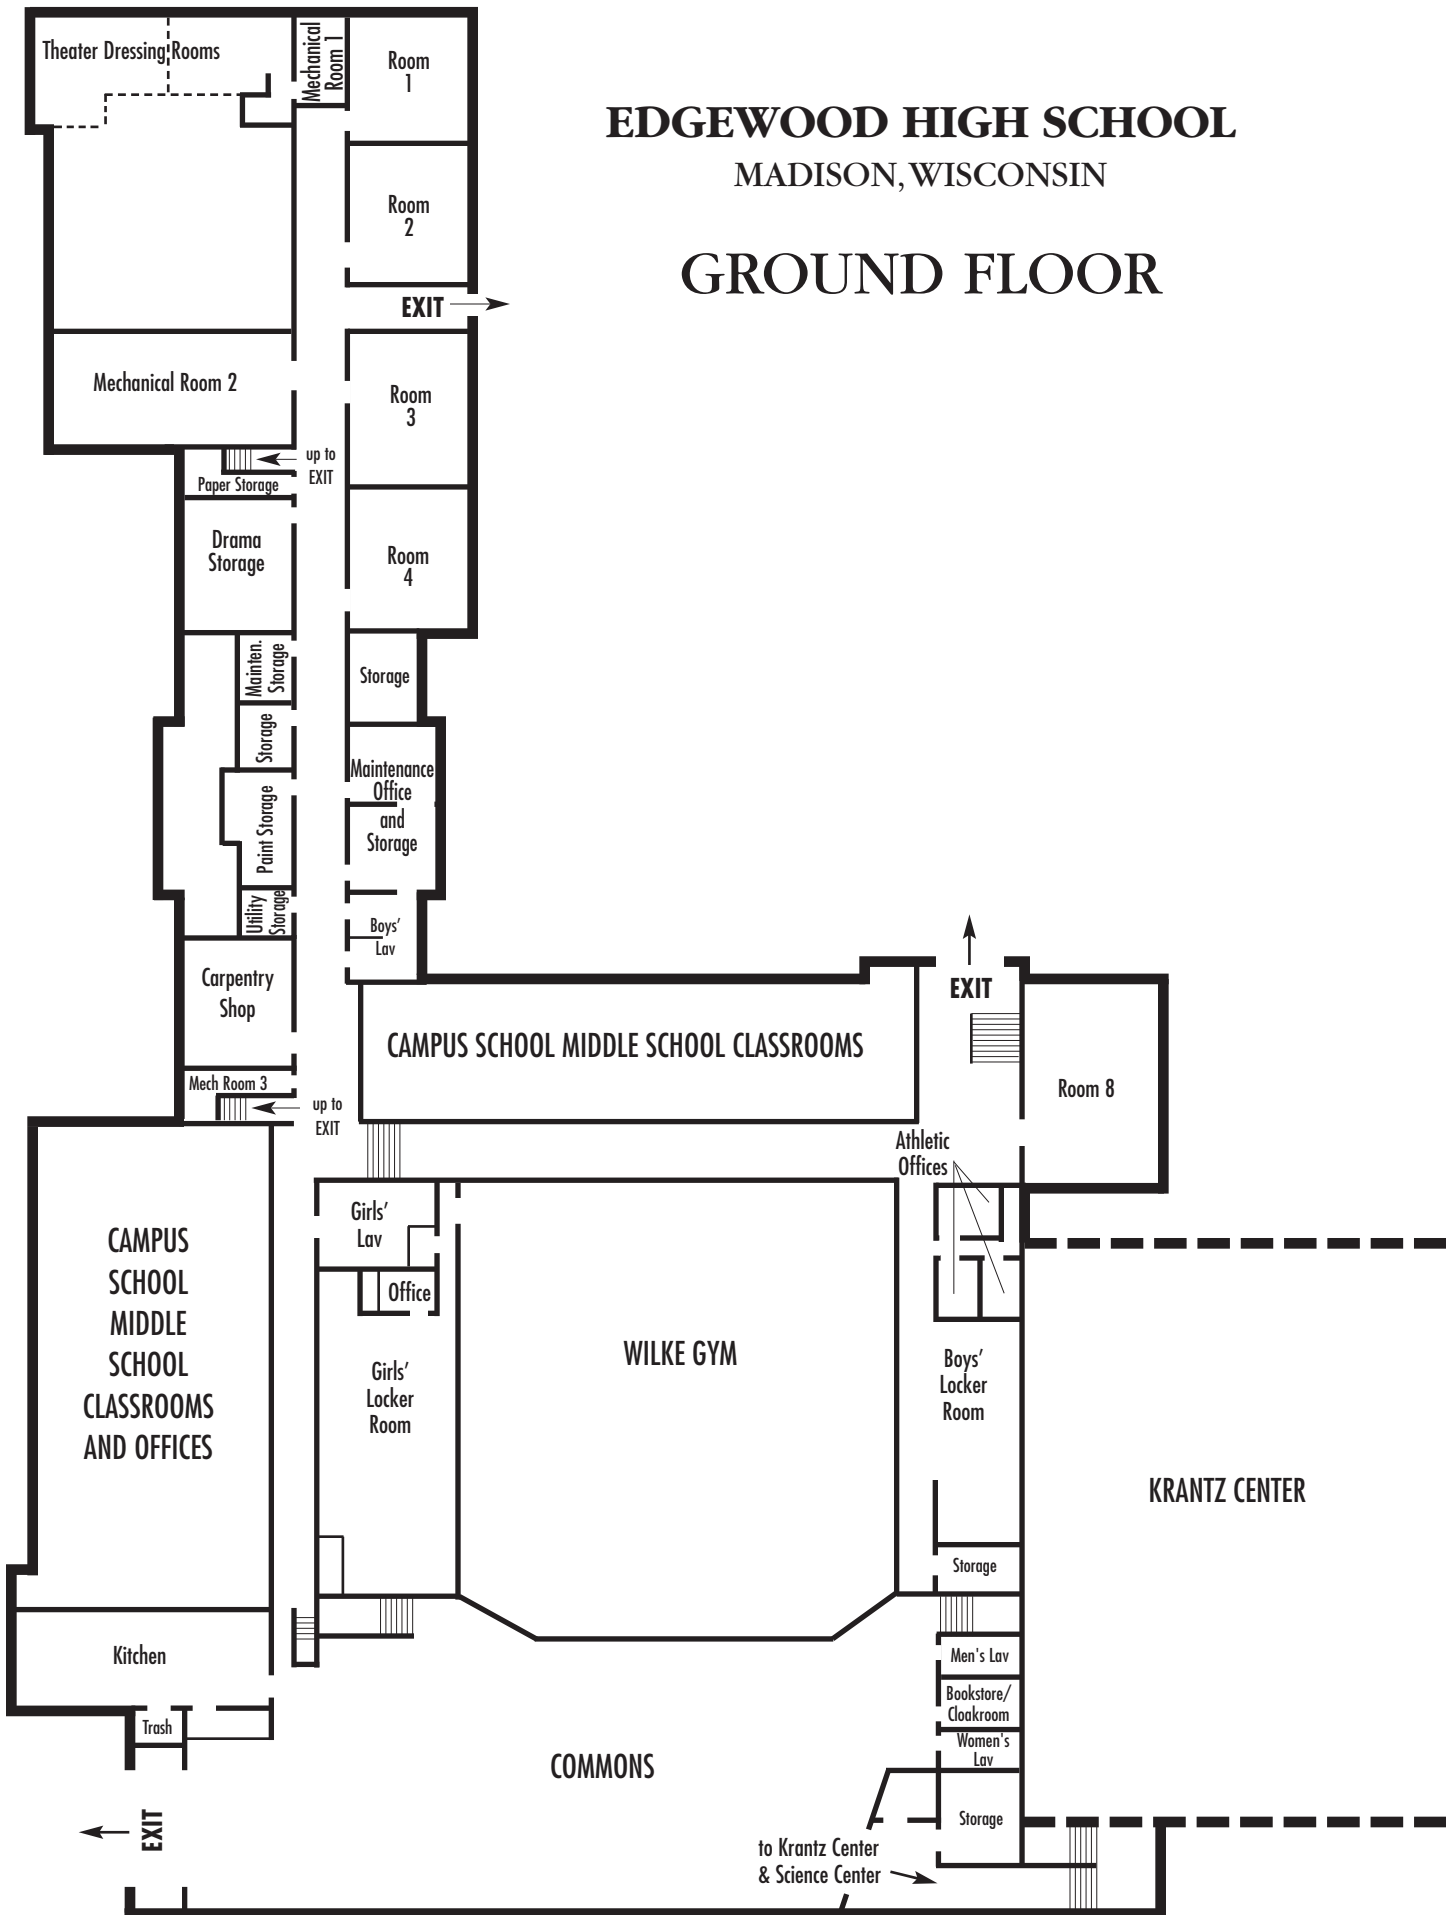 Theater Dressing Rooms
Mechanical
Room 1
Room
1
EDGEWOOD HIGH SCHOOL
MADISON, WISCONSIN
Room
2
GROUND FLOOR
EXIT
Mechanical Room 2
Room
3
up to
EXIT
Paper Storage
Drama
Storage
Room
4
Mainten.
Storage
Storage
Storage
Maintenance
Office
and
Storage
Paint Storage
Utility
Storage
Boys'
Lav
Carpentry
Shop
EXIT
CAMPUS SCHOOL MIDDLE SCHOOL CLASSROOMS
Mech Room 3
Room 8
up to
EXIT
Athletic
Offices
Girls'
Lav
CAMPUS
SCHOOL
MIDDLE
SCHOOL
CLASSROOMS
AND OFFICES
Office
WILKE GYM
Girls'
Locker
Room
Boys'
Locker
Room
KRANTZ CENTER
Storage
Kitchen
Men's Lav
Bookstore/
Cloakroom
Trash
Women's
Lav
COMMONS
EXIT
Storage
to Krantz Center
& Science Center